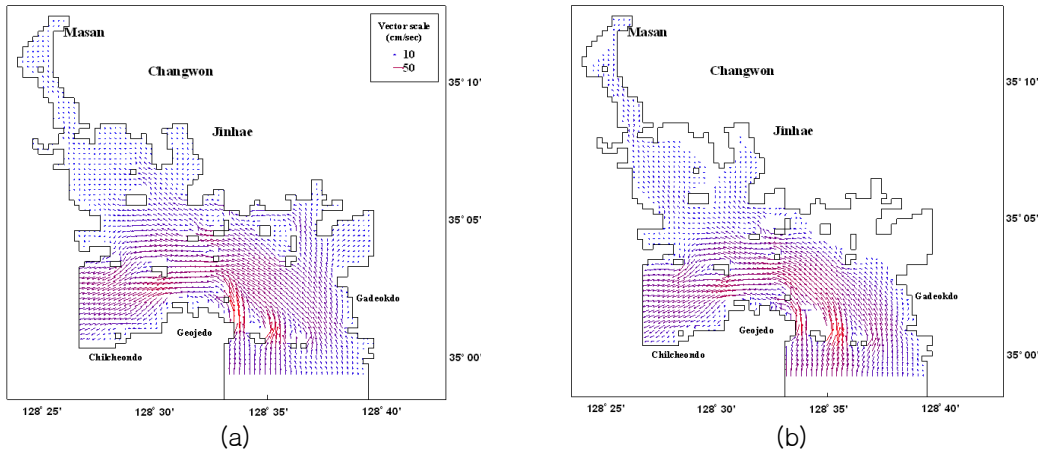 Masan
Vector scale
(cm/sec)
10
50
Changwon
Jinhae
35° 10'
35° 05'
35° 00'
Gadeokdo
Geojedo
Chilcheondo
128° 25'
128° 30'
128° 35'
128° 40'
(a)
Masan
Changwon
Jinhae
35° 10'
35° 05'
35° 00'
Gadeokdo
Geojedo
Chilcheondo
128° 25'
128° 30'
128° 35'
128° 40'
(b)